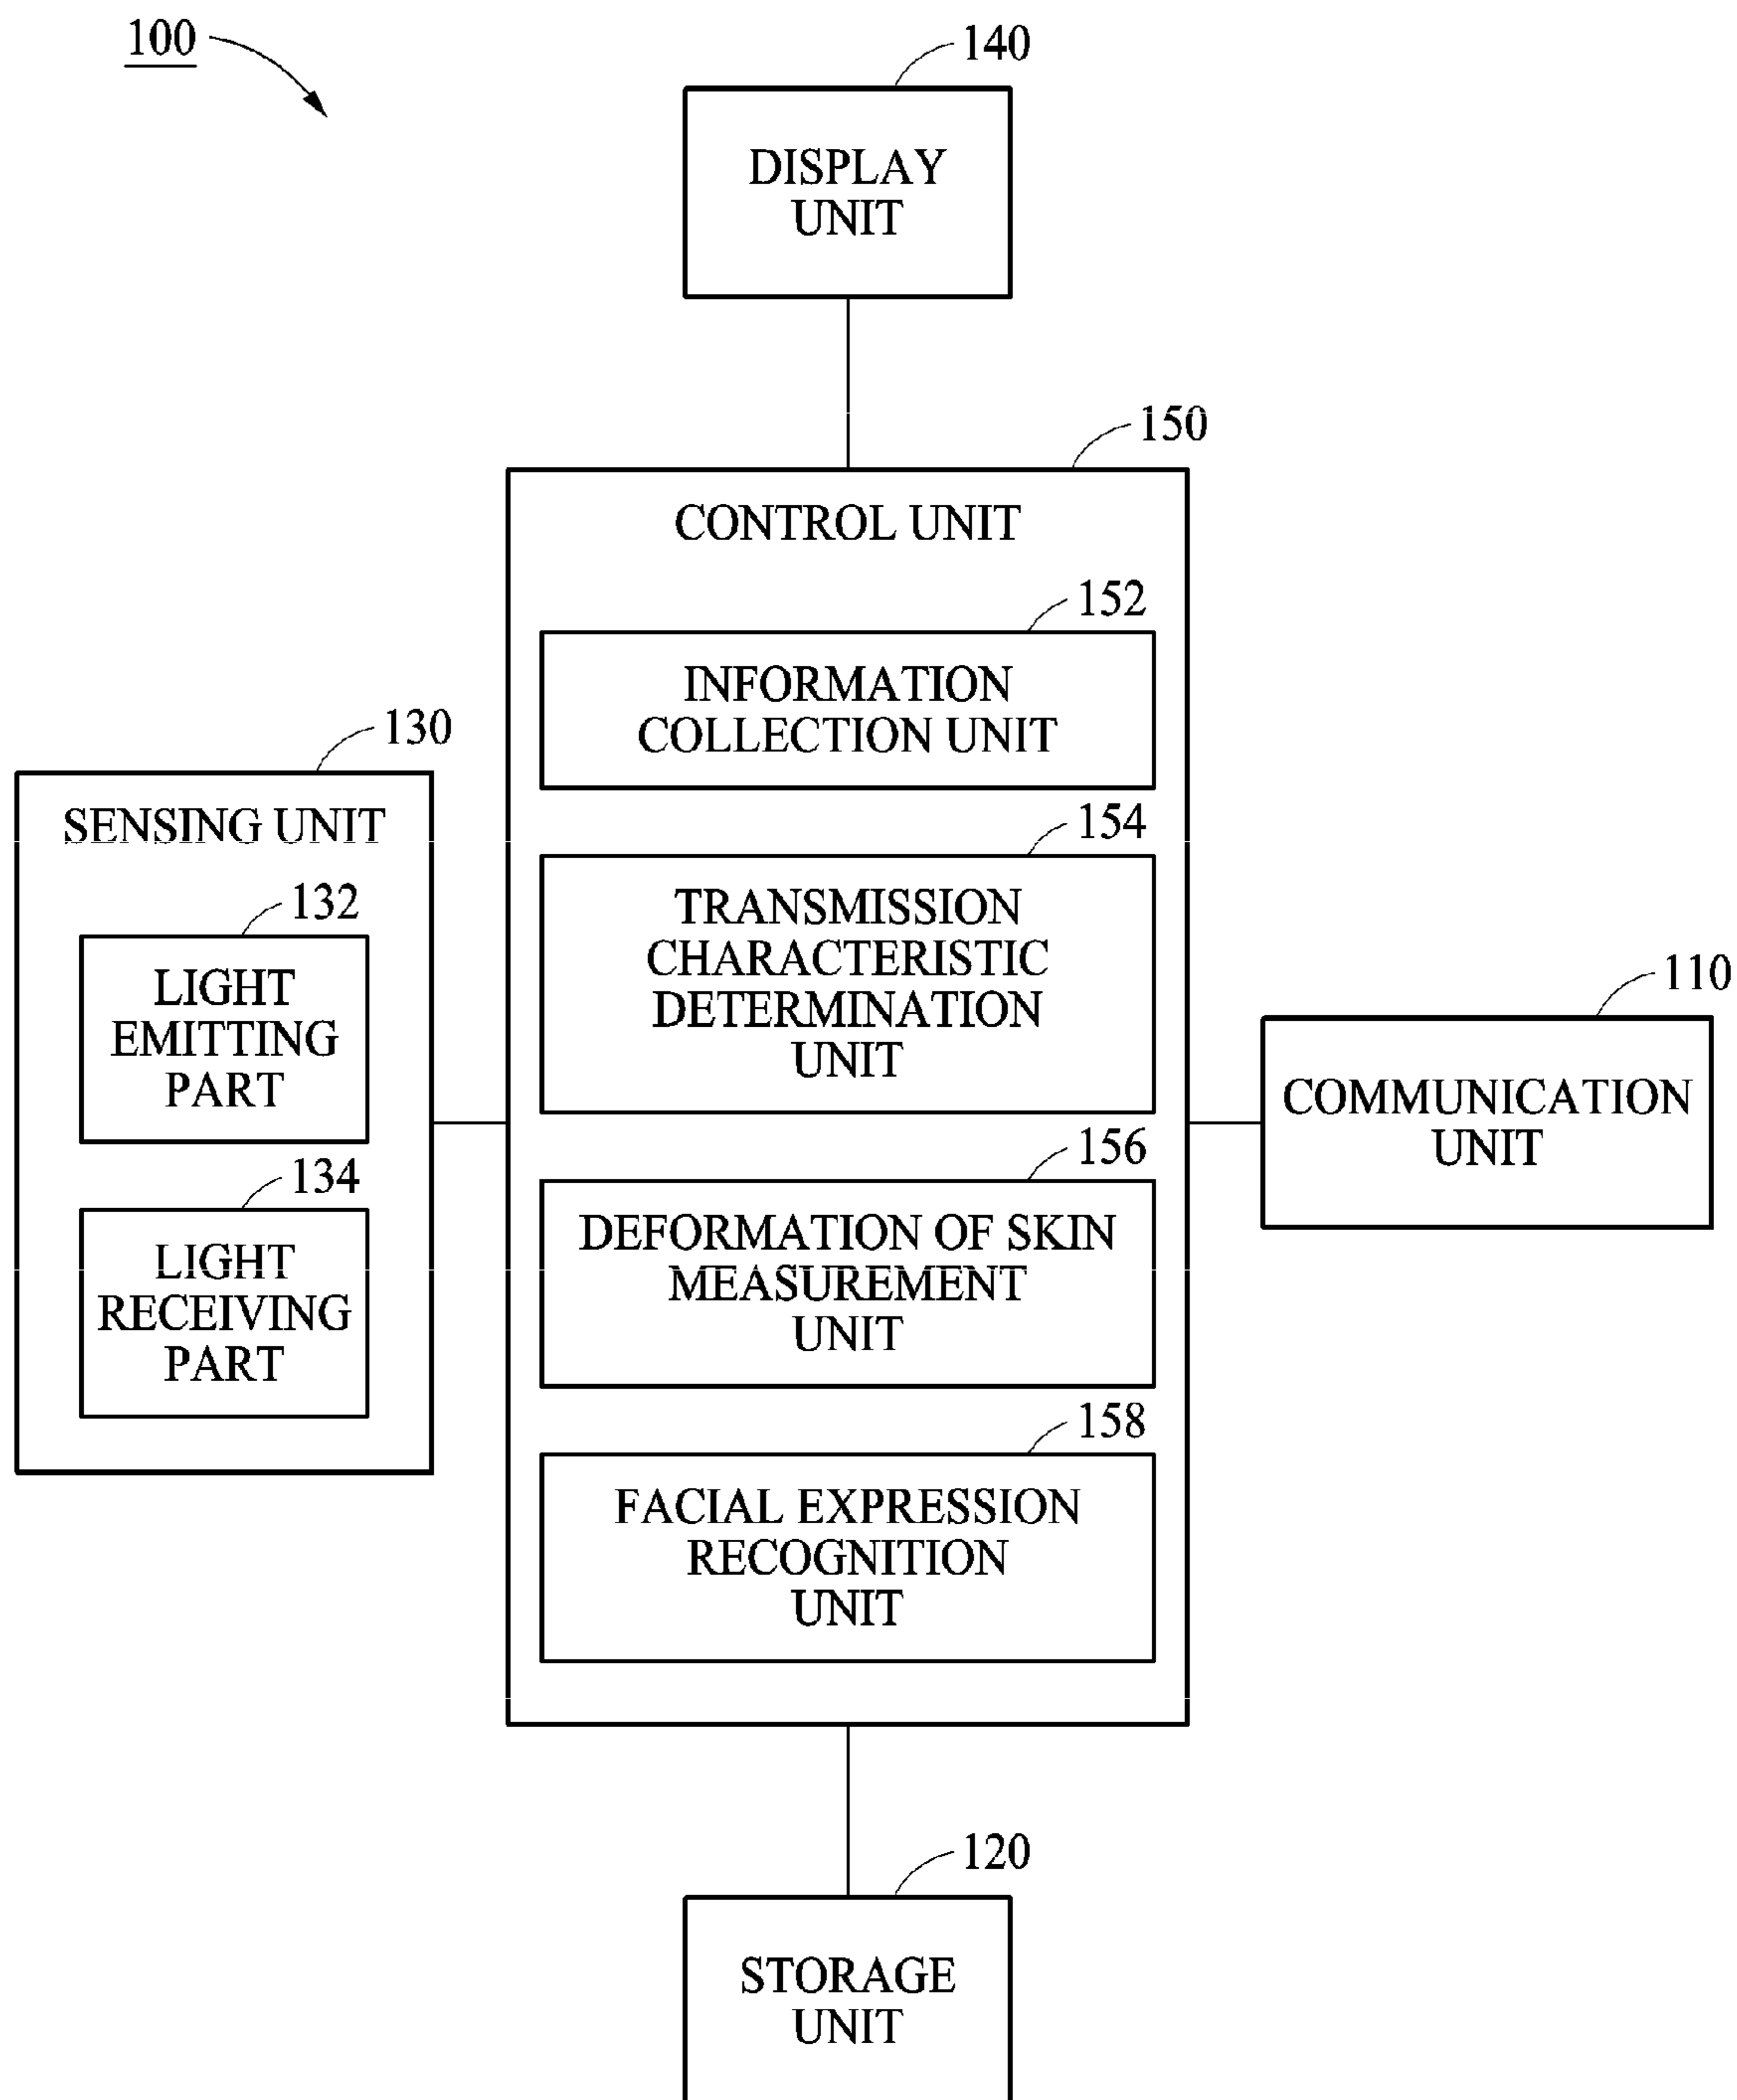 100
140
DISPLAY
UNIT
150
CONTROL UNIT
152
INFORMATION
COLLECTION UNIT
130
SENSING UNIT
132
LIGHT
EMITTING
PART
134
LIGHT
RECEIVING
PART
154
TRANSMISSION
CHARACTERISTIC
DETERMINATION
UNIT
156
DEFORMATION OF SKIN
MEASUREMENT
UNIT
158
FACIAL EXPRESSION
RECOGNITION
UNIT
110
COMMUNICATION
UNIT
120
STORAGE
UNIT